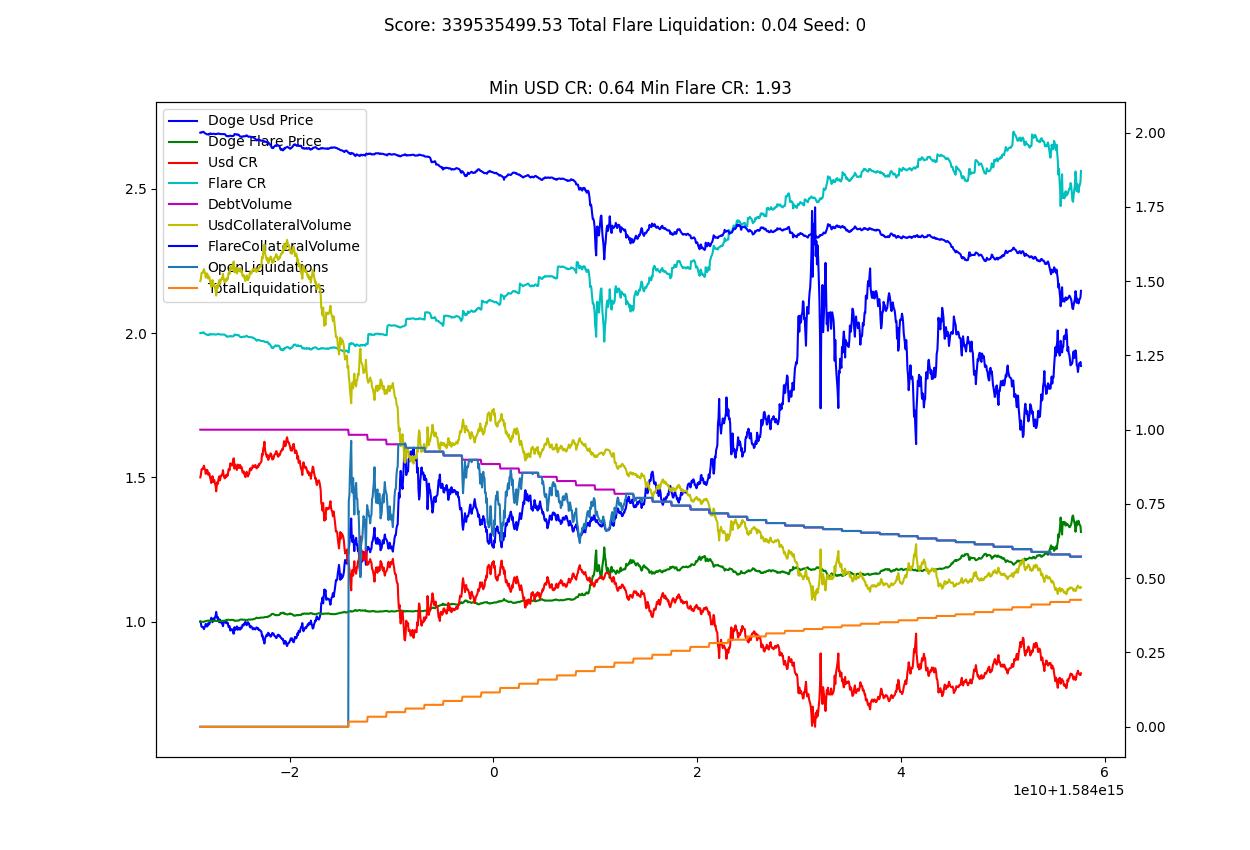 Score: 339535499.53 Total Flare Liquidation: 0.04 Seed: 0
Min USD CR: 0.64 Min Flare CR: 1.93
Doge Usd Price
Doge Flare Price
Usd CR
Flare CR
DebtVolume
UsdCollateralVolume
FlareCollateralVolume
OpenLiquidations
TotalLiquidations
2.5
2.0
1.5
1.0
2.00
1.75
1.50
1.25
1.00
0.75
0.50
0.25
0.00
−2
0
2
4
6
1e10+1.584e15